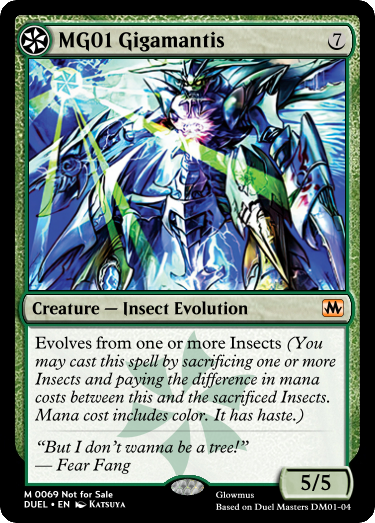 MG01 Gigamantis 7
Creature — Insect Evolution
Evolves from one or more Insects (You
may cast this spell by sacrificing one or more
Insects and paying the difference in mana
costs between this and the sacrificed Insects.
Mana cost includes color. It has haste.)
“But I don’t wanna be a tree!”
— Fear Fang
5/5
M 0069 Not for Sale
DUEL • EN Katsuya
Glowmus
Based on Duel Masters DM01-04